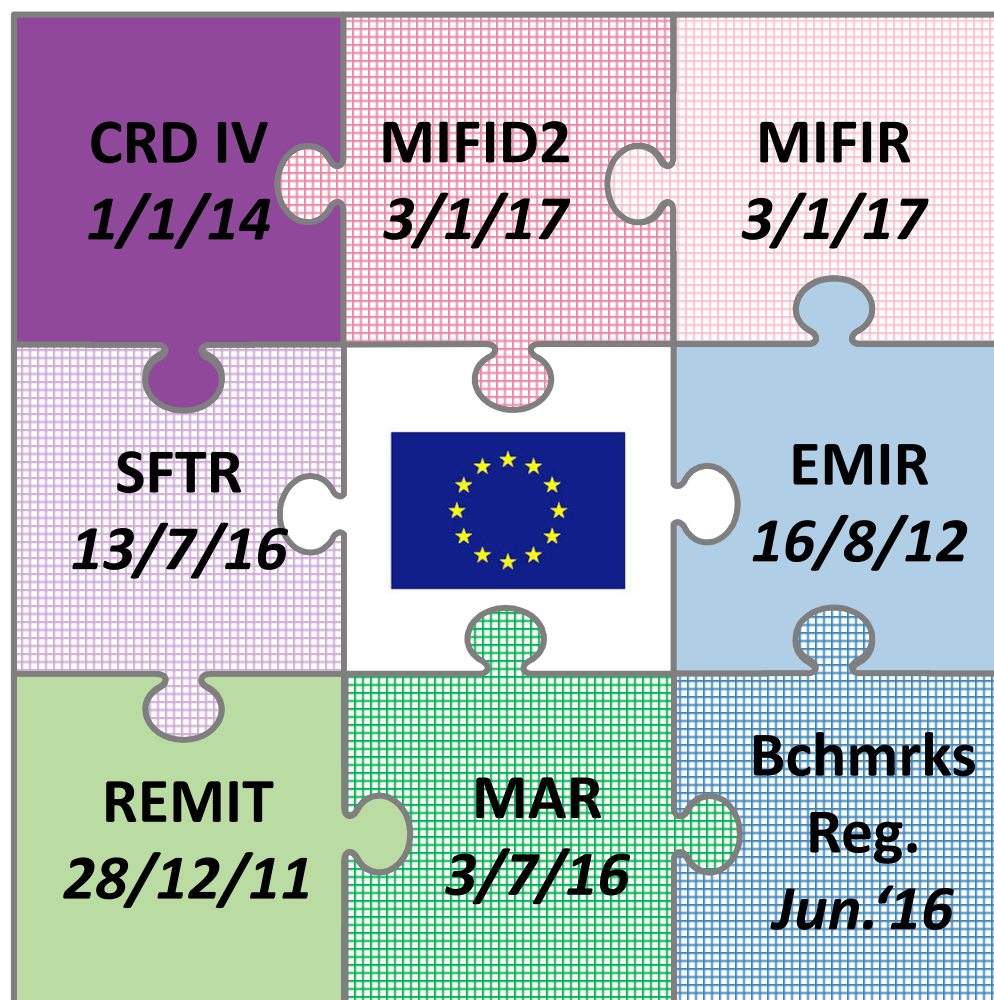 CRD IV
1/1/14
MIFID2
3/1/17
MIFIR
3/1/17
SFTR
13/7/16
EMIR
16/8/12
REMIT
28/12/11
MAR
3/7/16
Bchmrks
Reg.
Jun.‘16